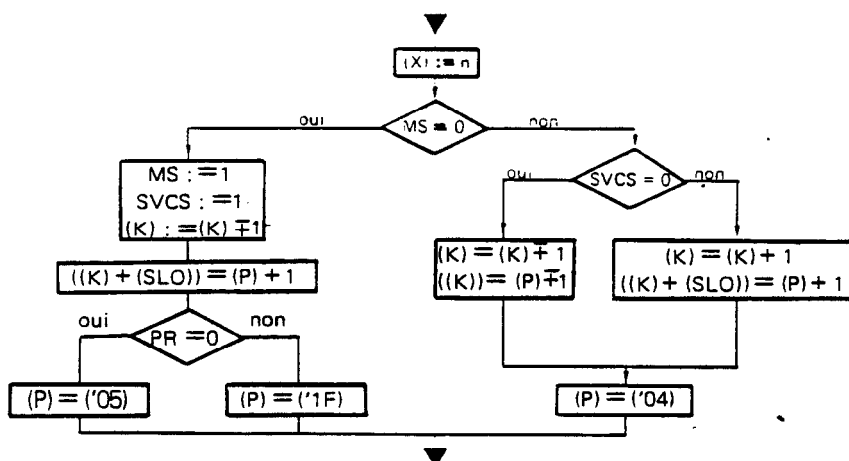 (X) := n
oui
MS = 0
non
MS := 1
SVCS := 1
(K) := (K) ∓ 1
oui
SVCS = 0
non
((K) + (SLO)) = (P) + 1
(K) = (K) + 1
((K)) = (P) ∓ 1
(K) = (K) + 1
((K) + (SLO)) = (P) + 1
oui
PR = 0
non
(P) = ('05)
(P) = ('1F)
(P) = ('04)